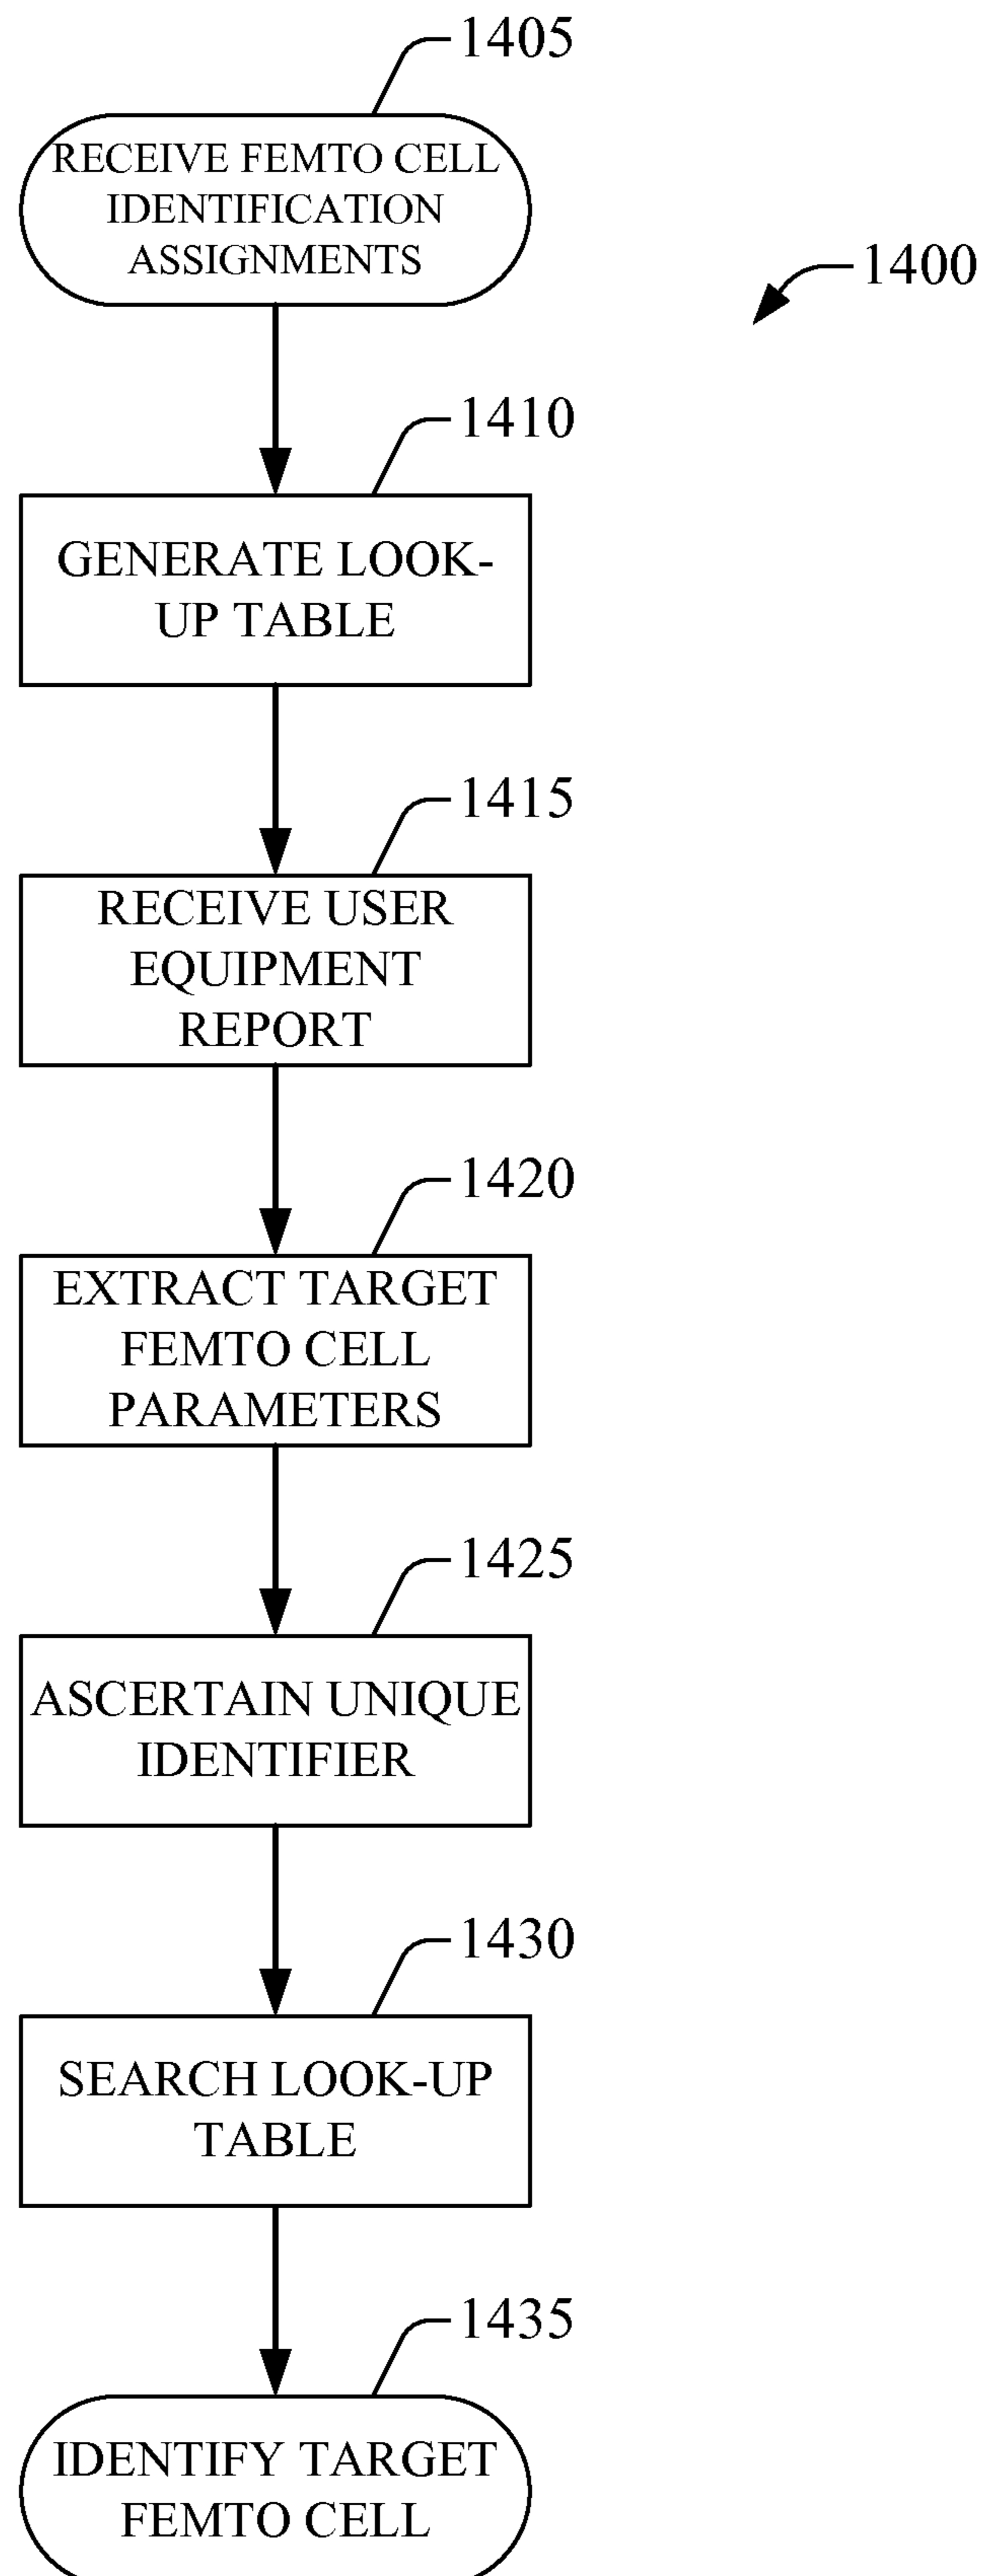 1405
RECEIVE FEMTO CELL
IDENTIFICATION
ASSIGNMENTS
1400
1410
GENERATE LOOK-
UP TABLE
1415
RECEIVE USER
EQUIPMENT
REPORT
1420
EXTRACT TARGET
FEMTO CELL
PARAMETERS
1425
ASCERTAIN UNIQUE
IDENTIFIER
1430
SEARCH LOOK-UP
TABLE
1435
IDENTIFY TARGET
FEMTO CELL